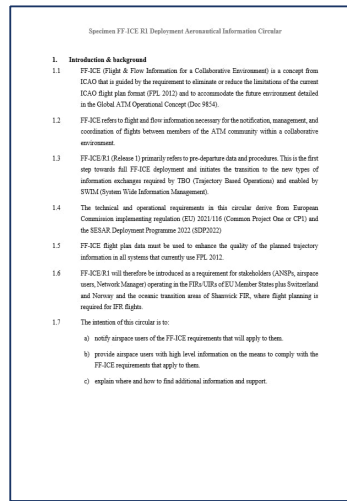 Specimen FF-ICE R1 Deployment Aeronautical Information Circular
1. Introduction & background
1.1 FF-ICE (Flight & Flow Information for a Collaborative Environment) is a concept from
ICAO that is guided by the requirement to eliminate or reduce the limitations of the current
ICAO flight plan format (FPL 2012) and to accommodate the future environment detailed
in the Global ATM Operational Concept (Doc 9854).
1.2 FF-ICE refers to flight and flow information necessary for the notification, management, and
coordination of flights between members of the ATM community within a collaborative
environment.
1.3 FF-ICE/R1 (Release 1) primarily refers to pre-departure data and procedures. This is the first
step towards full FF-ICE deployment and initiates the transition to the new types of
information exchanges required by TBO (Trajectory Based Operations) and enabled by
SWIM (System Wide Information Management).
1.4 The technical and operational requirements in this circular derive from European
Commission implementing regulation (EU) 2021/116 (Common Project One or CP1) and
the SESAR Deployment Programme 2022 (SDP2022)
1.5 FF-ICE flight plan data must be used to enhance the quality of the planned trajectory
information in all systems that currently use FPL 2012.
1.6 FF-ICE/R1 will therefore be introduced as a requirement for stakeholders (ANSPs, airspace
users, Network Manager) operating in the FIRs/UIRs of EU Member States plus Switzerland
and Norway and the oceanic transition areas of Shanwick FIR, where flight planning is
required for IFR flights.
1.7 The intention of this circular is to:
a) notify airspace users of the FF-ICE requirements that will apply to them.
b) provide airspace users with high level information on the means to comply with the
FF-ICE requirements that apply to them.
c) explain where and how to find additional information and support.